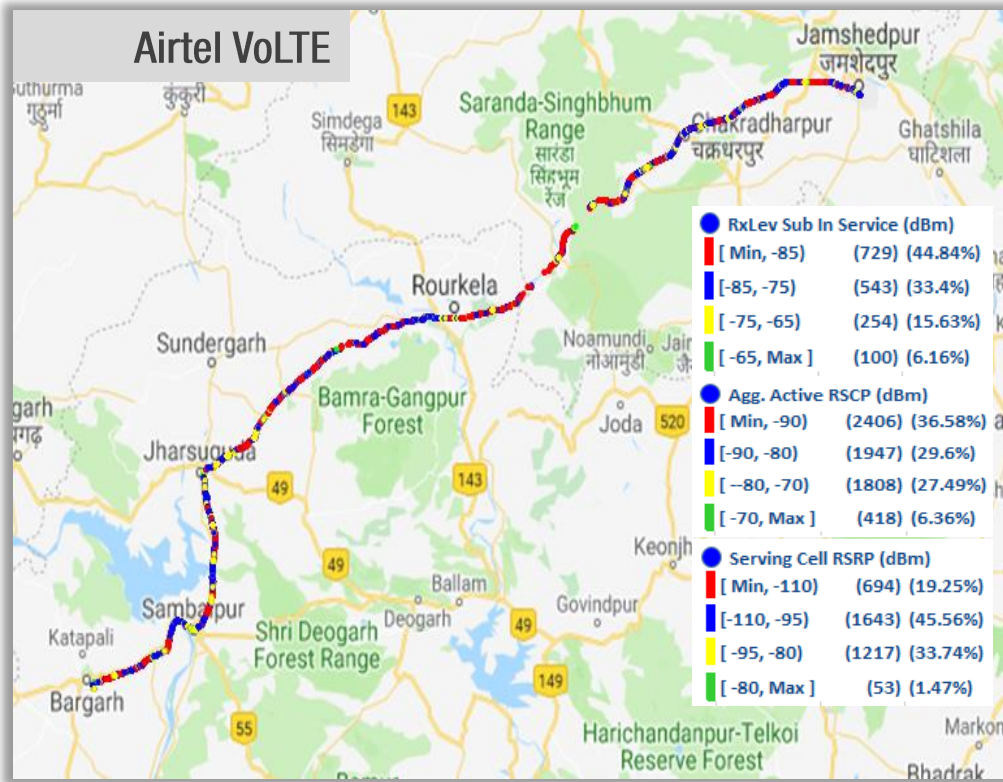 Airtel VoLTE
Jamshedpur
जमशेदपुर
गुठुर्मा
कुंकुरी
143
Simdega
सिमडेगा
Saranda-Singhbhum
Range
सारंडा
सिंहभूम
रेंज
Chakradharpur
चक्रधरपुर
Ghatshila
घाटशिला
RxLev Sub In Service (dBm)
[ Min, -85) (729) (44.84%)
[-85, -75) (543) (33.4%)
[ -75, -65) (254) (15.63%)
[ -65, Max ] (100) (6.16%)
Rourkela
Noamundi
नोआमुंडी
Sundergarh
Bamra-Gangpur
Forest
Joda
520
Agg. Active RSCP (dBm)
[ Min, -90) (2406) (36.58%)
[-90, -80) (1947) (29.6%)
[ --80, -70) (1808) (27.49%)
[ -70, Max ] (418) (6.36%)
Jharsuguda
49
143
Keonjh
49
Serving Cell RSRP (dBm)
[ Min, -110) (694) (19.25%)
[-110, -95) (1643) (45.56%)
[ -95, -80) (1217) (33.74%)
[ -80, Max ] (53) (1.47%)
Ballam
Deogarh
Govindpur
49
Sambalpur
Katapali
Shri Deogarh
Forest Range
Bargarh
149
55
Harichandanpur-Telkoi
Reserve Forest
Markon
Bhadrak